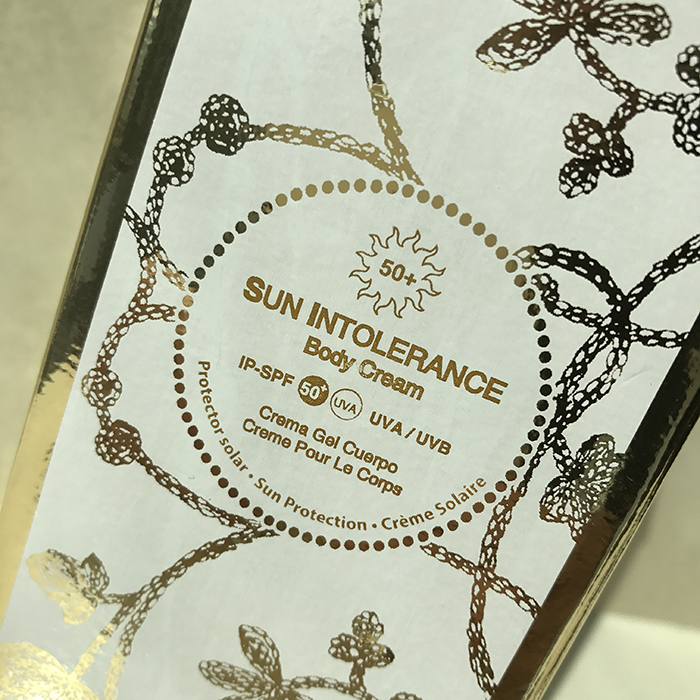 50+
SUN INTOLERANCE
Body Cream
IP-SPF 50+ UVA UVA / UVB
Crema Gel Cuerpo
Creme Pour Le Corps
Protector solar • Sun Protection • Crème Solaire